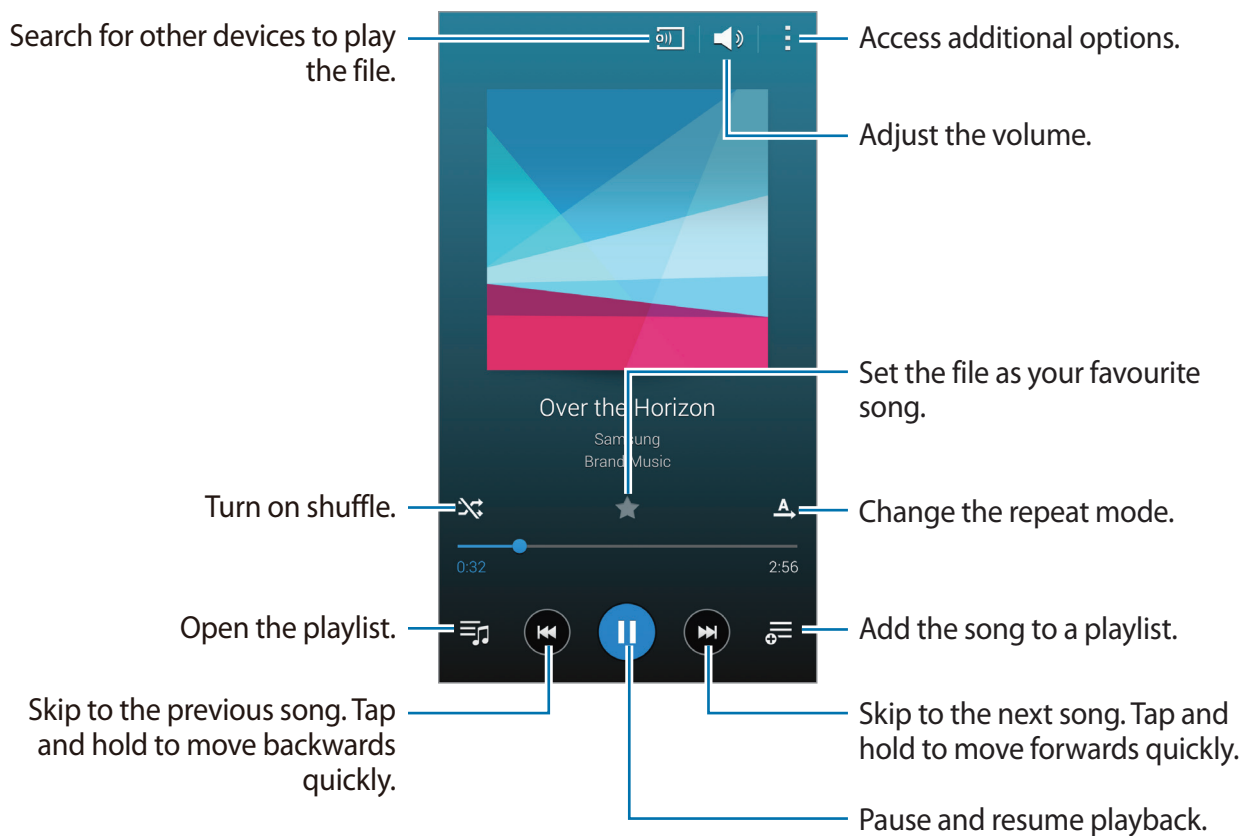 Search for other devices to play
the file.
Access additional options.
Adjust the volume.
Set the file as your favourite
song.
Over the Horizon
Samsung
Brand Music
Turn on shuffle.
A
Change the repeat mode.
0:32
2:56
Open the playlist.
Add the song to a playlist.
Skip to the previous song. Tap
and hold to move backwards
quickly.
Skip to the next song. Tap and
hold to move forwards quickly.
Pause and resume playback.